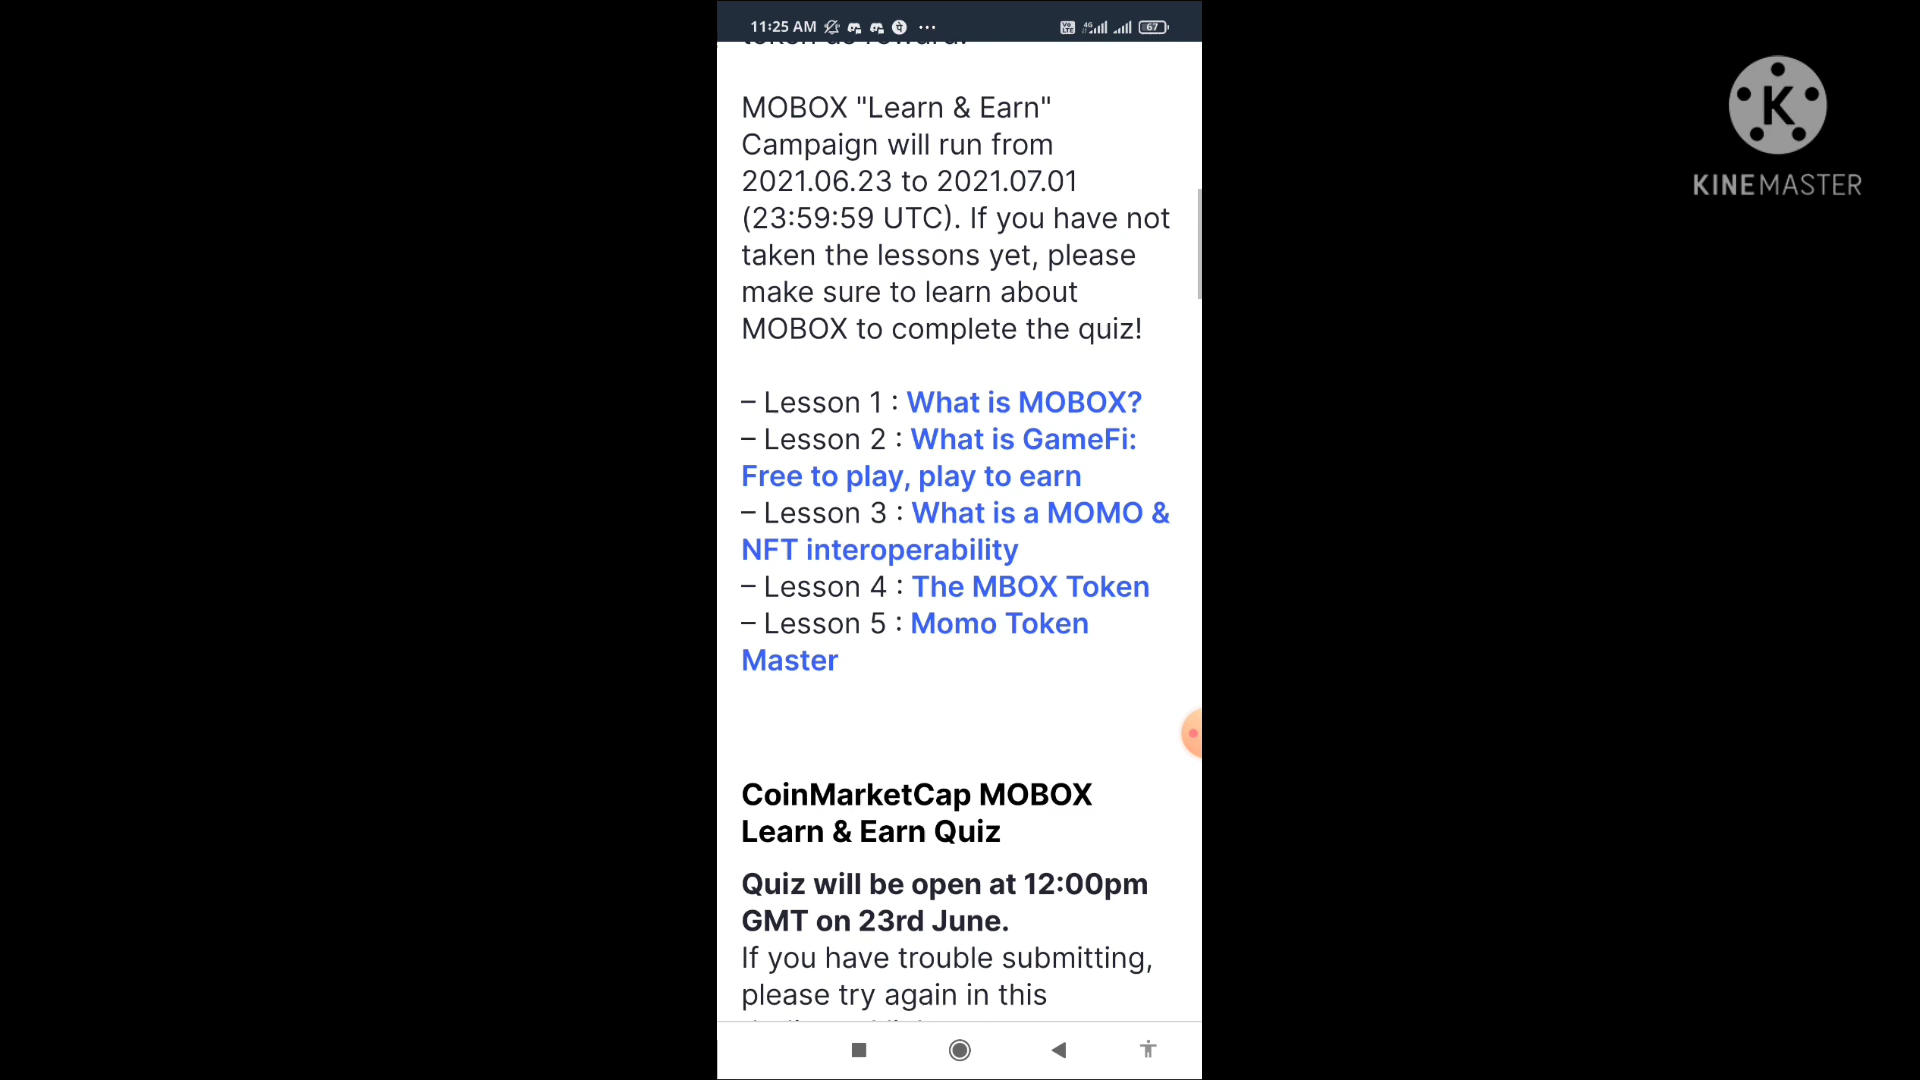 11:25 AM
67
token as reward.
MOBOX "Learn & Earn"
Campaign will run from
2021.06.23 to 2021.07.01
(23:59:59 UTC). If you have not
taken the lessons yet, please
make sure to learn about
MOBOX to complete the quiz!
– Lesson 1 : What is MOBOX?
– Lesson 2 : What is GameFi:
Free to play, play to earn
– Lesson 3 : What is a MOMO &
NFT interoperability
– Lesson 4 : The MBOX Token
– Lesson 5 : Momo Token
Master
CoinMarketCap MOBOX
Learn & Earn Quiz
Quiz will be open at 12:00pm
GMT on 23rd June.
If you have trouble submitting,
please try again in this
K
KINEMASTER